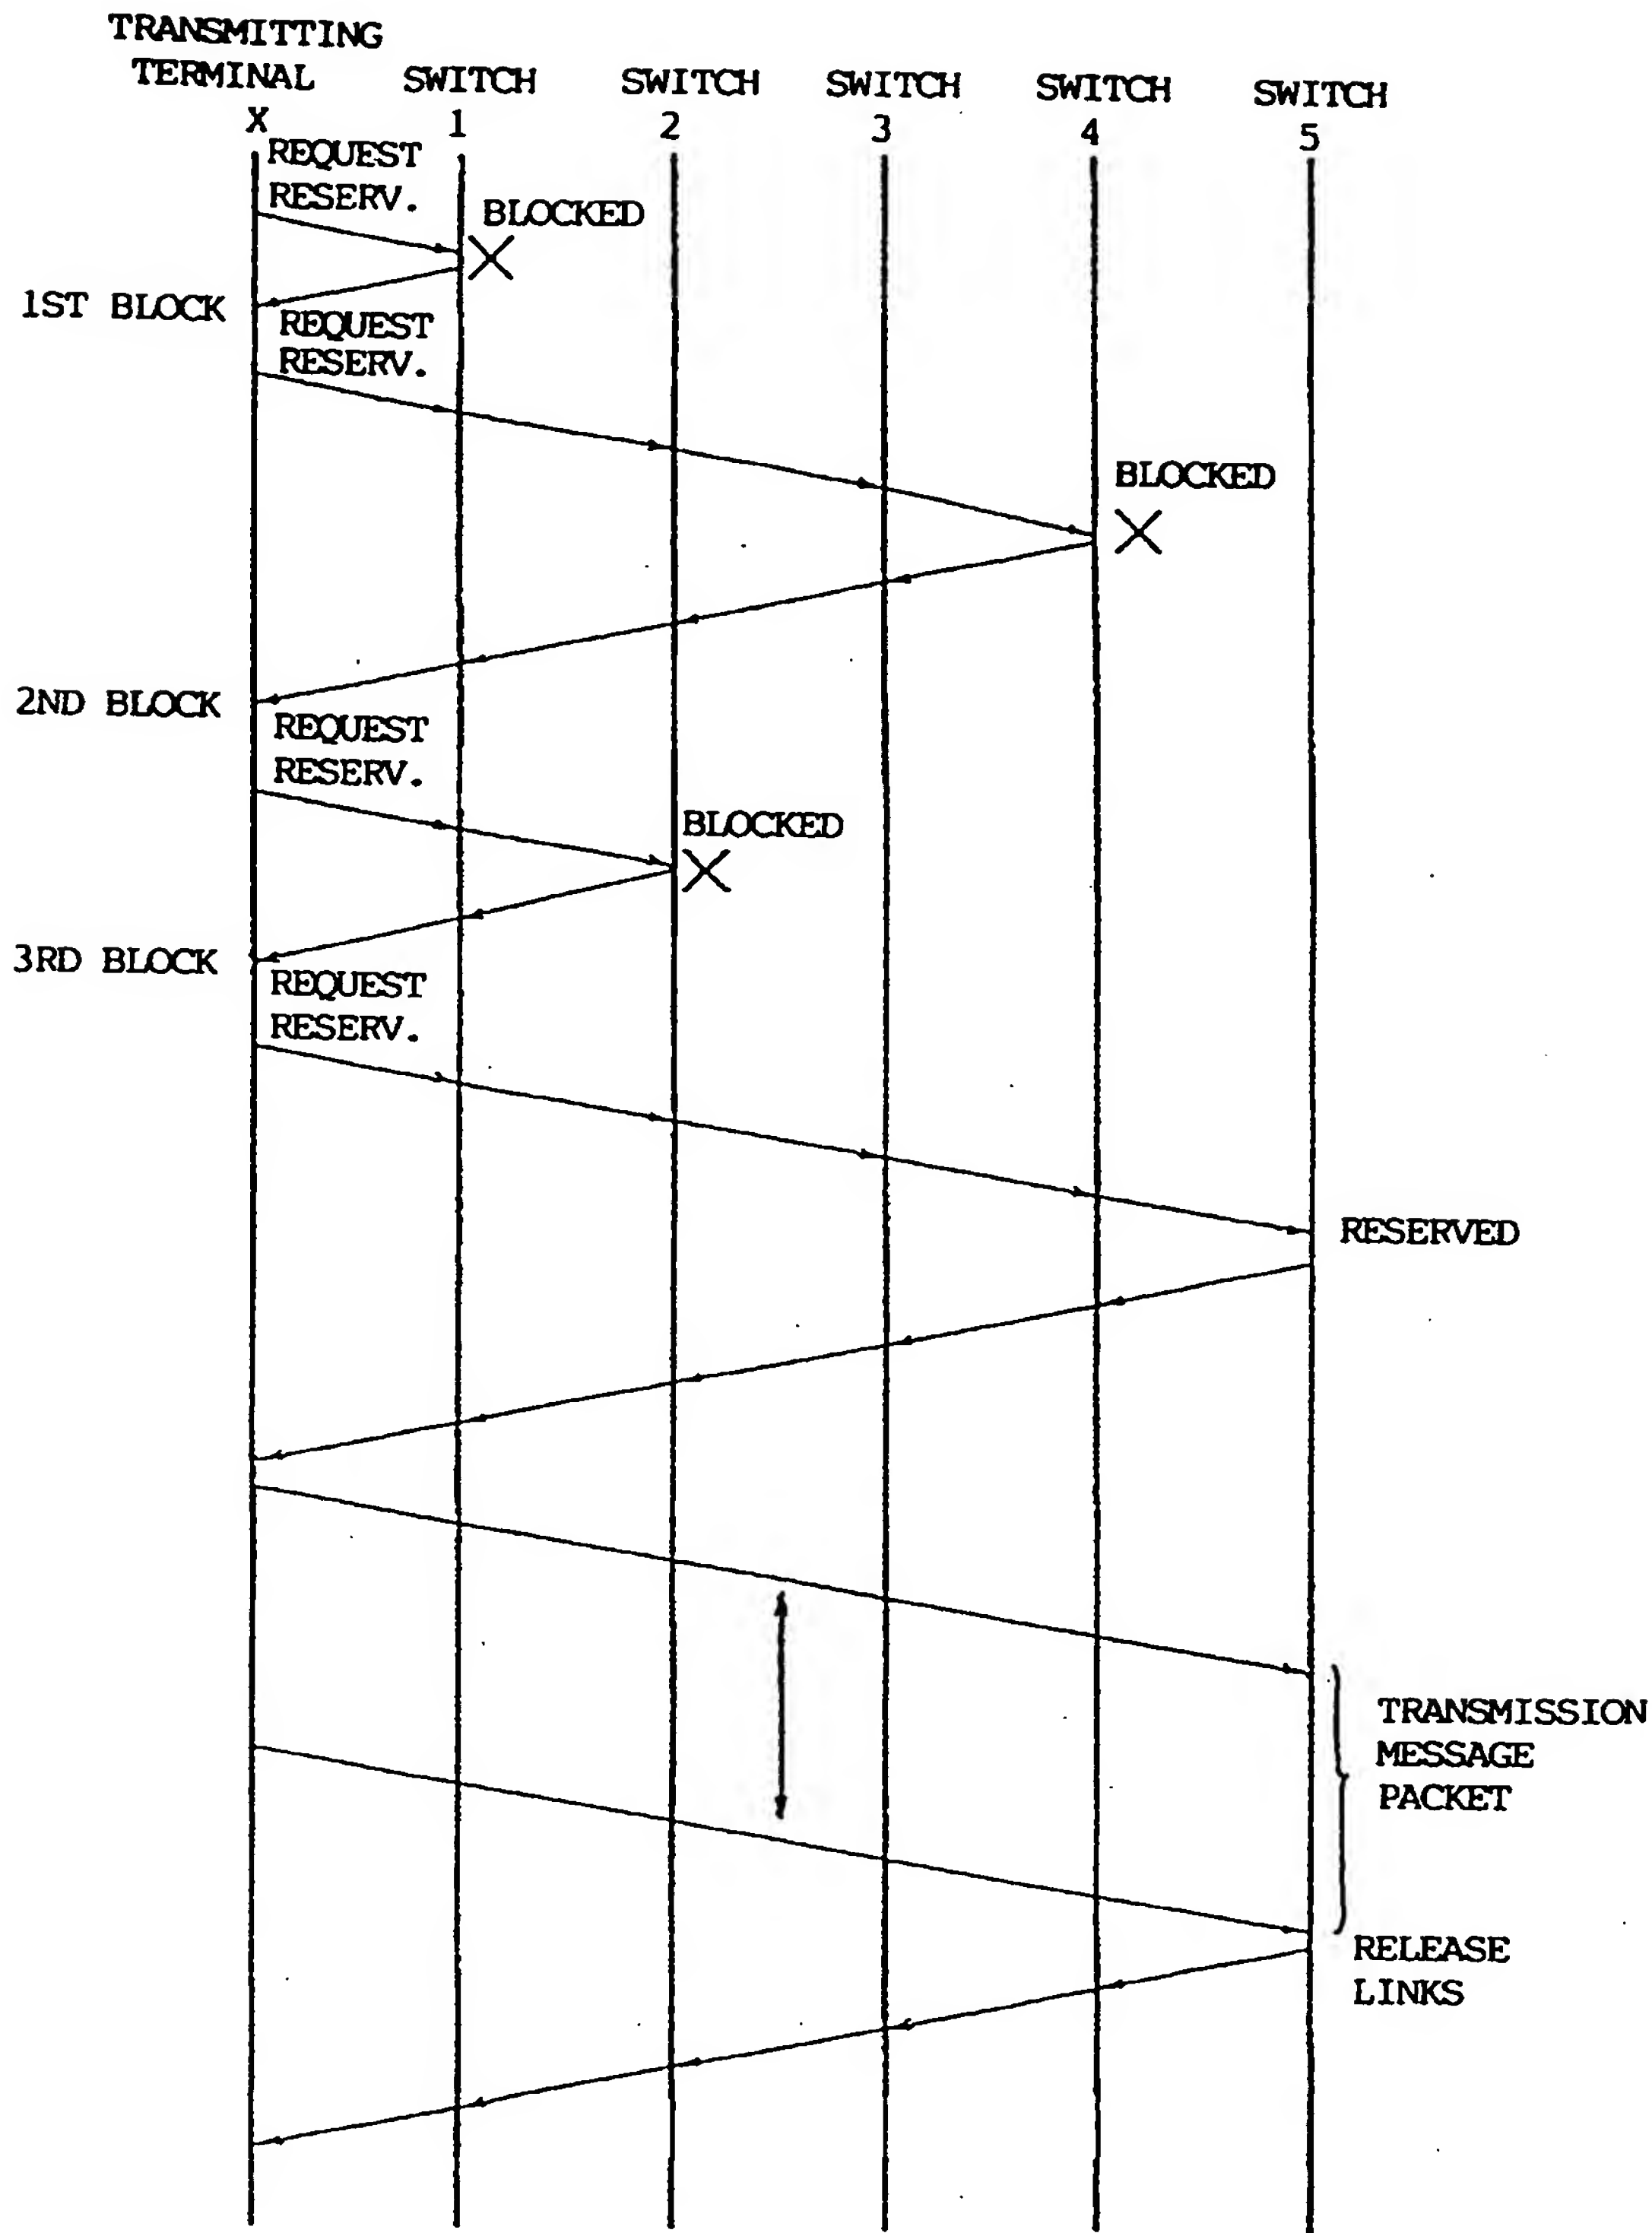 TRANSMITTING
TERMINAL
X
SWITCH
1
SWITCH
2
SWITCH
3
SWITCH
4
SWITCH
5
REQUEST
RESERV.
BLOCKED
1ST BLOCK
REQUEST
RESERV.
BLOCKED
2ND BLOCK
REQUEST
RESERV.
BLOCKED
3RD BLOCK
REQUEST
RESERV.
RESERVED
TRANSMISSION
MESSAGE
PACKET
RELEASE
LINKS